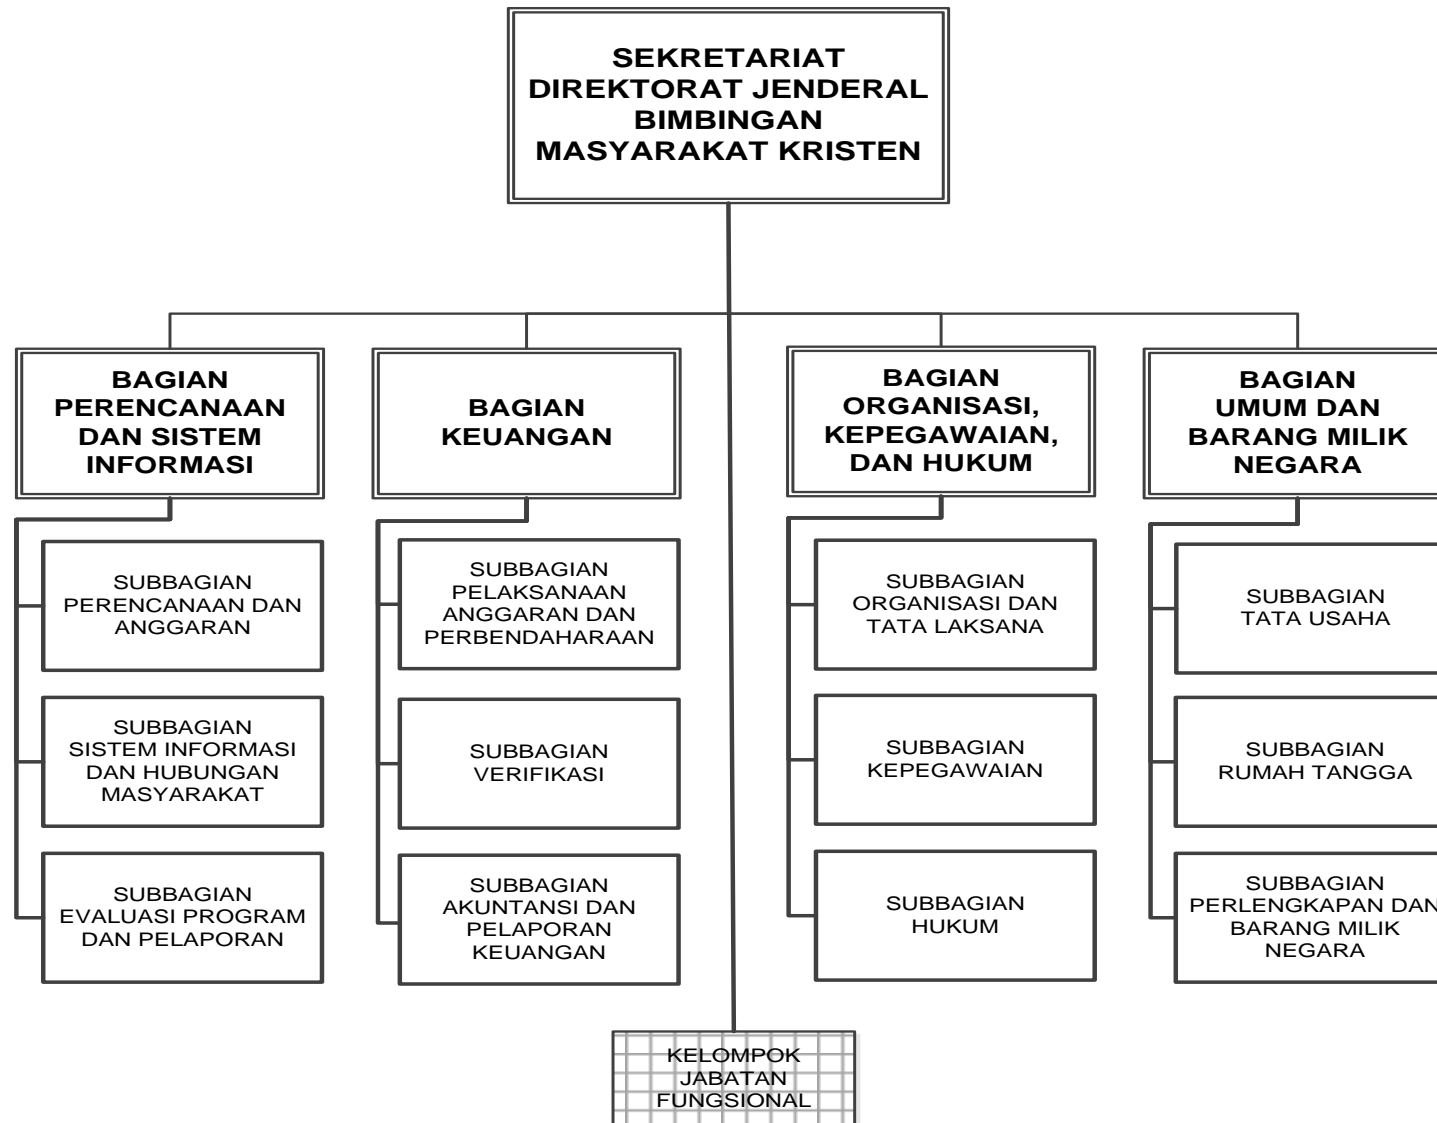 SEKRETARIAT
DIREKTORAT JENDERAL
BIMBINGAN
MASYARAKAT KRISTEN
BAGIAN
PERENCANAAN
DAN SISTEM
INFORMASI
BAGIAN
KEUANGAN
BAGIAN
ORGANISASI,
KEPEGAWAIAN,
DAN HUKUM
BAGIAN
UMUM DAN
BARANG MILIK
NEGARA
SUBBAGIAN
PERENCANAAN DAN
ANGGARAN
SUBBAGIAN
PELAKSANAAN
ANGGARAN DAN
PERBENDAHARAAN
SUBBAGIAN
ORGANISASI DAN
TATA LAKSANA
SUBBAGIAN
TATA USAHA
SUBBAGIAN
SISTEM INFORMASI
DAN HUBUNGAN
MASYARAKAT
SUBBAGIAN
VERIFIKASI
SUBBAGIAN
KEPEGAWAIAN
SUBBAGIAN
RUMAH TANGGA
SUBBAGIAN
EVALUASI PROGRAM
DAN PELAPORAN
SUBBAGIAN
AKUNTANSI DAN
PELAPORAN
KEUANGAN
SUBBAGIAN
HUKUM
SUBBAGIAN
PERLENGKAPAN DAN
BARANG MILIK
NEGARA
KELOMPOK
JABATAN
FUNGSIONAL